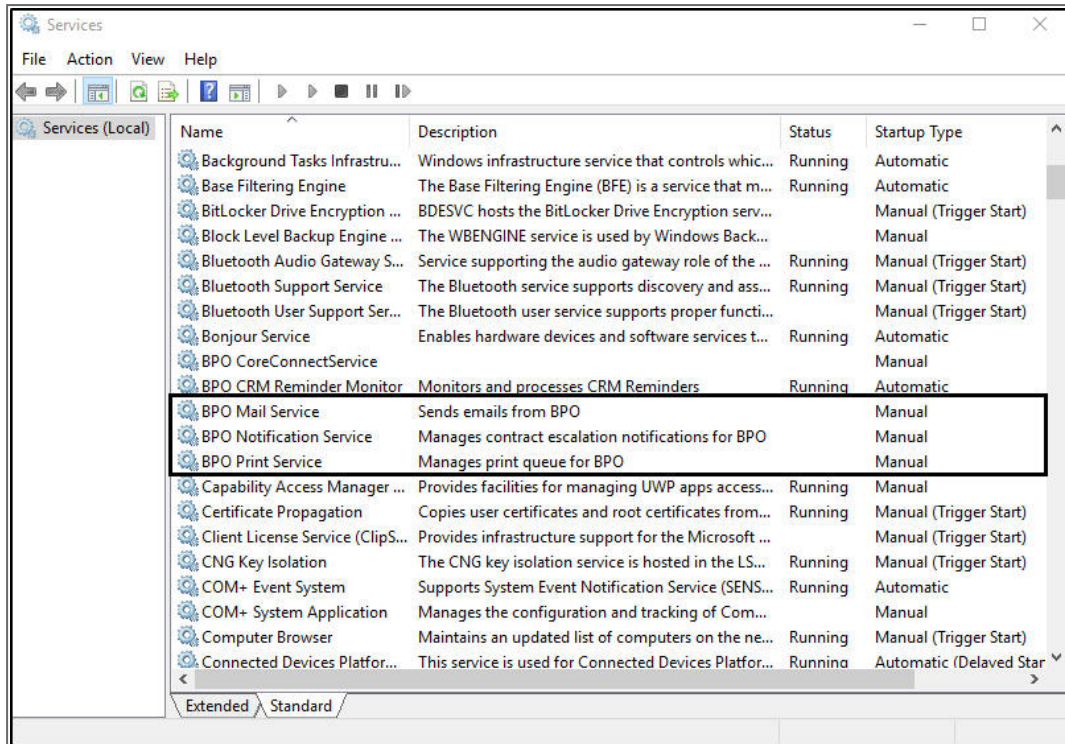 Services
File Action View Help
Services (Local)
Name Description Status Startup Type
Background Tasks Infrastru... Windows infrastructure service that controls whic... Running Automatic
Base Filtering Engine The Base Filtering Engine (BFE) is a service that m... Running Automatic
BitLocker Drive Encryption ... BDESVC hosts the BitLocker Drive Encryption serv... Manual (Trigger Start)
Block Level Backup Engine ... The WBENGINE service is used by Windows Back... Manual
Bluetooth Audio Gateway S... Service supporting the audio gateway role of the ... Running Manual (Trigger Start)
Bluetooth Support Service The Bluetooth service supports discovery and ass... Running Manual (Trigger Start)
Bluetooth User Support Ser... The Bluetooth user service supports proper functi... Manual (Trigger Start)
Bonjour Service Enables hardware devices and software services t... Running Automatic
BPO CoreConnectService Manual
BPO CRM Reminder Monitor Monitors and processes CRM Reminders Running Automatic
BPO Mail Service Sends emails from BPO Manual
BPO Notification Service Manages contract escalation notifications for BPO Manual
BPO Print Service Manages print queue for BPO Manual
Capability Access Manager ... Provides facilities for managing UWP apps access... Running Manual
Certificate Propagation Copies user certificates and root certificates from... Running Manual (Trigger Start)
Client License Service (ClipS... Provides infrastructure support for the Microsoft ... Manual (Trigger Start)
CNG Key Isolation The CNG key isolation service is hosted in the LS... Running Manual (Trigger Start)
COM+ Event System Supports System Event Notification Service (SENS... Running Automatic
COM+ System Application Manages the configuration and tracking of Com... Manual
Computer Browser Maintains an updated list of computers on the ne... Running Manual (Trigger Start)
Connected Devices Platfor... This service is used for Connected Devices Platfor... Running Automatic (Delayed Star
Extended Standard